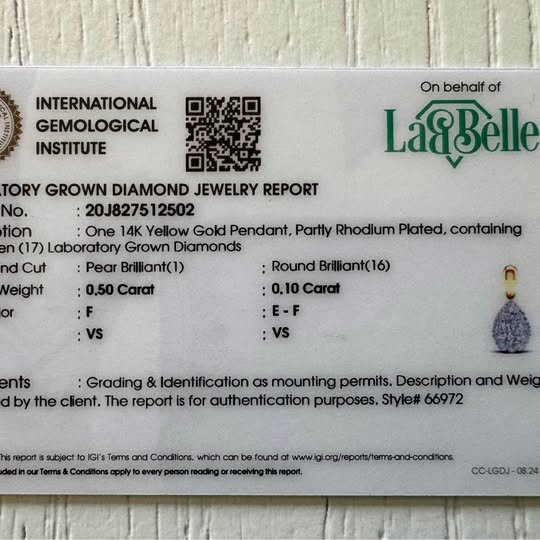 On behalf of
INTERNATIONAL
GEMOLOGICAL
INSTITUTE
Lab Belle
TORY GROWN DIAMOND JEWELRY REPORT
No. : 20J827512502
tion : One 14K Yellow Gold Pendant, Partly Rhodium Plated, containing
en (17) Laboratory Grown Diamonds
nd Cut : Pear Brilliant(1) : Round Brilliant(16)
Weight : 0.50 Carat : 0.10 Carat
or : F : E - F
: VS : VS
ents : Grading & Identification as mounting permits. Description and Weig
d by the client. The report is for authentication purposes. Style# 66972
This report is subject to IGI's Terms and Conditions, which can be found at www.igi.org/reports/terms-and-conditions.
uded in our Terms & Conditions apply to every person reading or receiving this report.
CC-LGDJ - 08.24